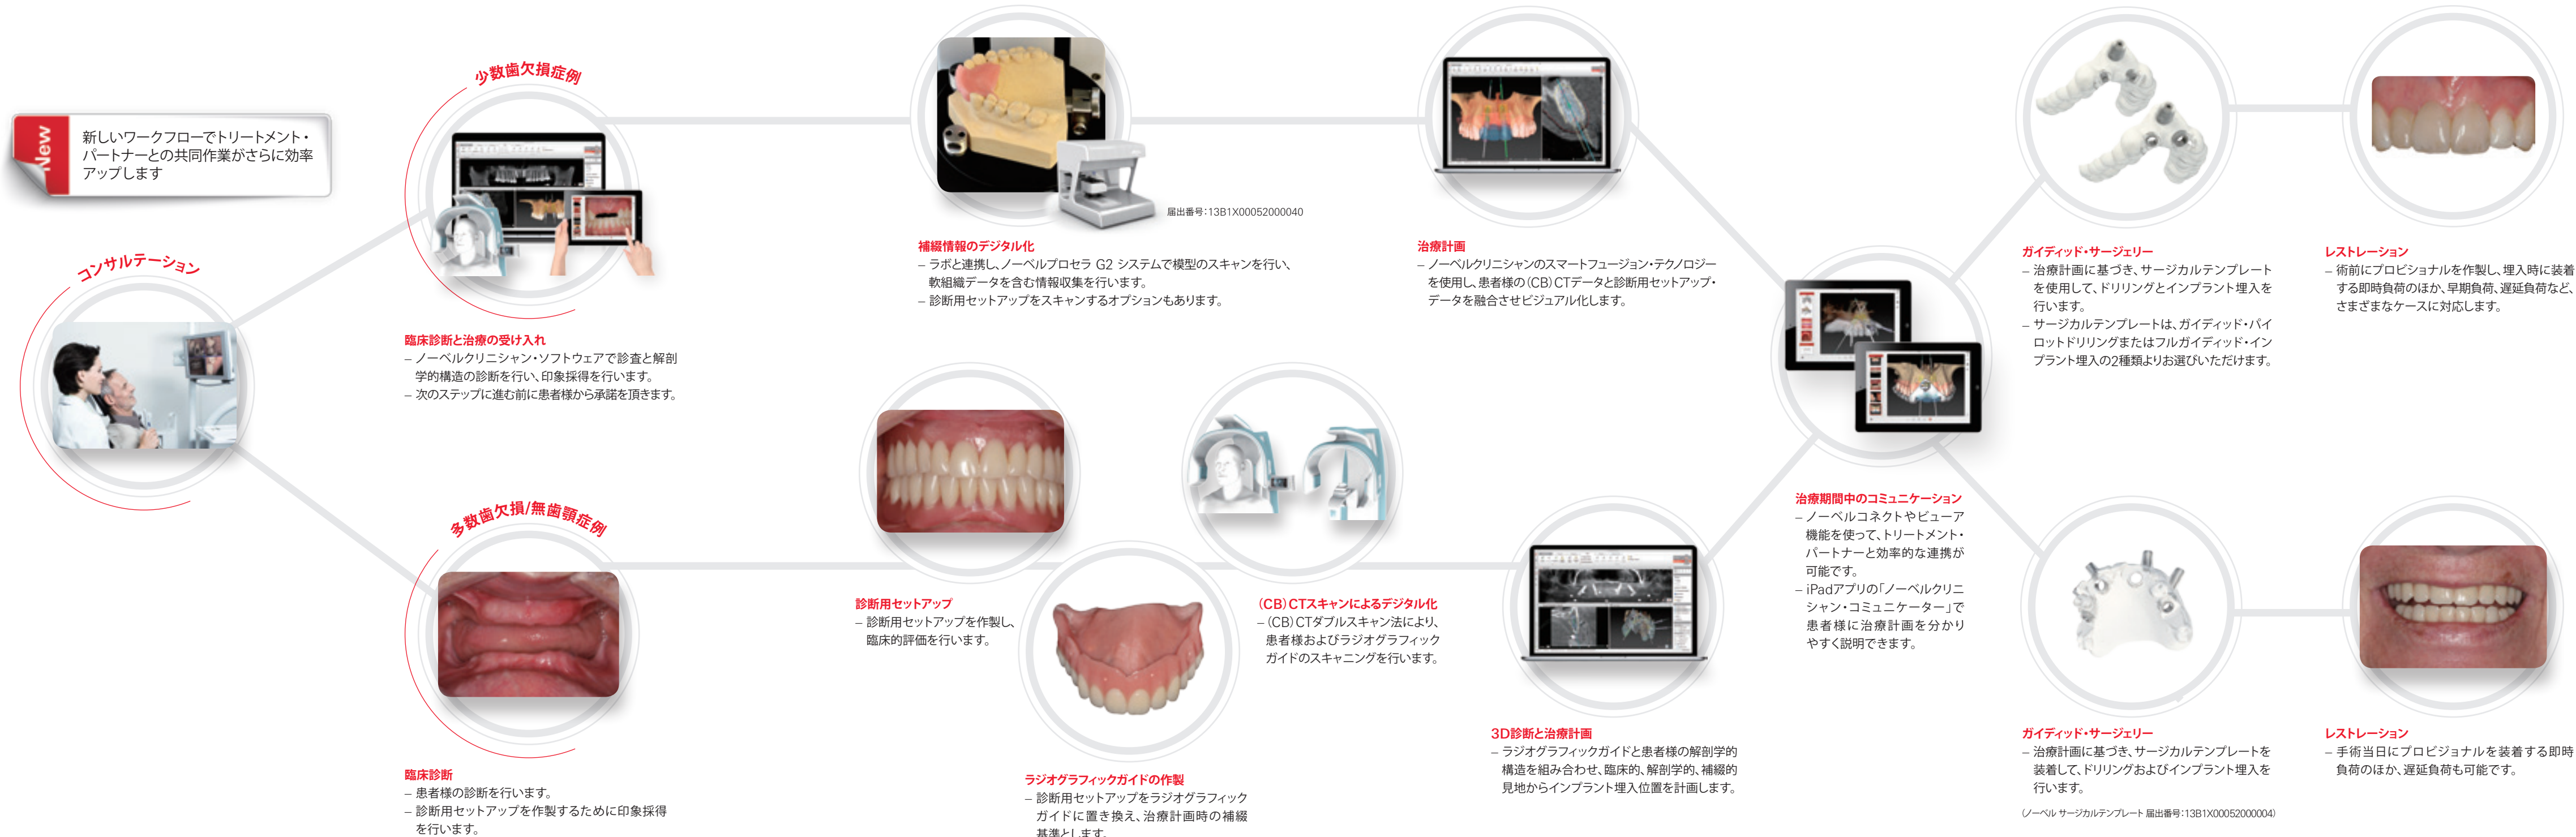 New
新しいワークフローでトリートメント・
パートナーとの共同作業がさらに効率
アップします
コンサルテーション
少数歯欠損症例
臨床診断と治療の受け入れ
– ノーベルクリニシャン・ソフトウェアで診査と解剖
学的構造の診断を行い、印象採得を行います。
– 次のステップに進む前に患者様から承諾を頂きます。
届出番号:13B1X00052000040
補綴情報のデジタル化
– ラボと連携し、ノーベルプロセラ G2 システムで模型のスキャンを行い、
軟組織データを含む情報収集を行います。
– 診断用セットアップをスキャンするオプションもあります。
治療計画
– ノーベルクリニシャンのスマートフュージョン・テクノロジー
を使用し、患者様の(CB)CTデータと診断用セットアップ・
データを融合させビジュアル化します。
多数歯欠損/無歯顎症例
臨床診断
– 患者様の診断を行います。
– 診断用セットアップを作製するために印象採得
を行います。
診断用セットアップ
– 診断用セットアップを作製し、
臨床的評価を行います。
ラジオグラフィックガイドの作製
– 診断用セットアップをラジオグラフィック
ガイドに置き換え、治療計画時の補綴
基準とします。
(CB)CTスキャンによるデジタル化
– (CB)CTダブルスキャン法により、
患者様およびラジオグラフィック
ガイドのスキャニングを行います。
3D診断と治療計画
– ラジオグラフィックガイドと患者様の解剖学的
構造を組み合わせ、臨床的、解剖学的、補綴的
見地からインプラント埋入位置を計画します。
治療期間中のコミュニケーション
– ノーベルコネクトやビューア
機能を使って、トリートメント・
パートナーと効率的な連携が
可能です。
– iPadアプリの「ノーベルクリニ
シャン・コミュニケーター」で
患者様に治療計画を分かり
やすく説明できます。
ガイディッド・サージェリー
– 治療計画に基づき、サージカルテンプレート
を使用して、ドリリングとインプラント埋入を
行います。
– サージカルテンプレートは、ガイディッド・パイ
ロットドリリングまたはフルガイディッド・イン
プラント埋入の2種類よりお選びいただけます。
レストレーション
– 術前にプロビショナルを作製し、埋入時に装着
する即時負荷のほか、早期負荷、遅延負荷など、
さまざまなケースに対応します。
ガイディッド・サージェリー
– 治療計画に基づき、サージカルテンプレートを
装着して、ドリリングおよびインプラント埋入を
行います。
(ノーベル サージカルテンプレート 届出番号:13B1X00052000004)
レストレーション
– 手術当日にプロビジョナルを装着する即時
負荷のほか、遅延負荷も可能です。